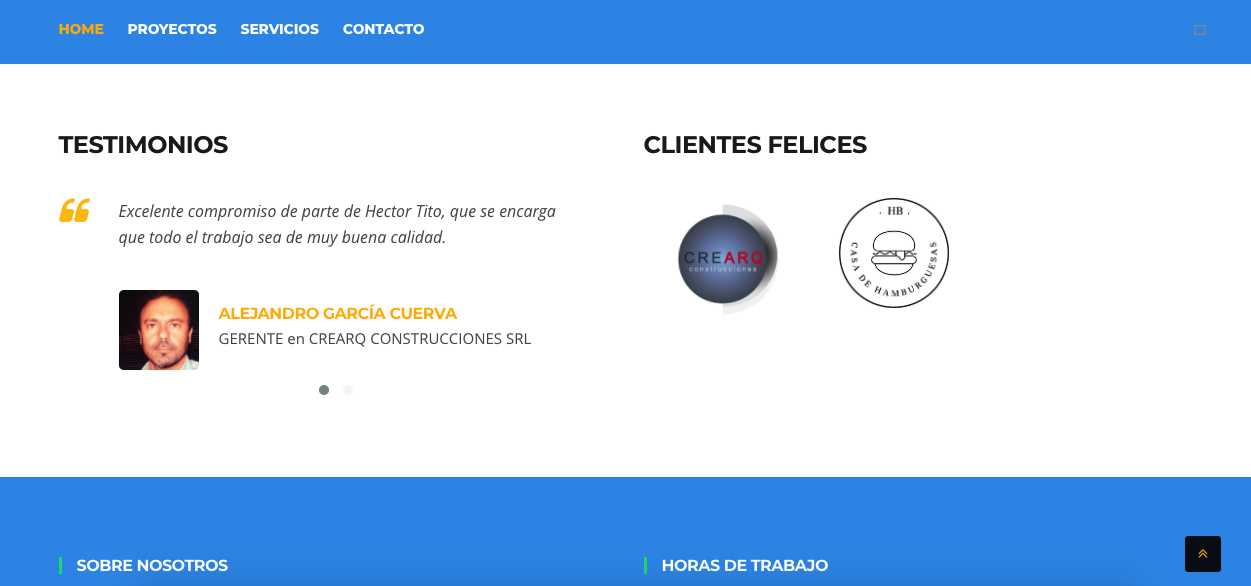 HOME PROYECTOS SERVICIOS CONTACTO
TESTIMONIOS
Excelente compromiso de parte de Hector Tito, que se encarga
que todo el trabajo sea de muy buena calidad.
ALEJANDRO GARCÍA CUERVA
GERENTE en CREARQ CONSTRUCCIONES SRL
CLIENTES FELICES
CREARQ
construcciones
· HB ·
CASA DE HAMBURGUESAS
SOBRE NOSOTROS
HORAS DE TRABAJO